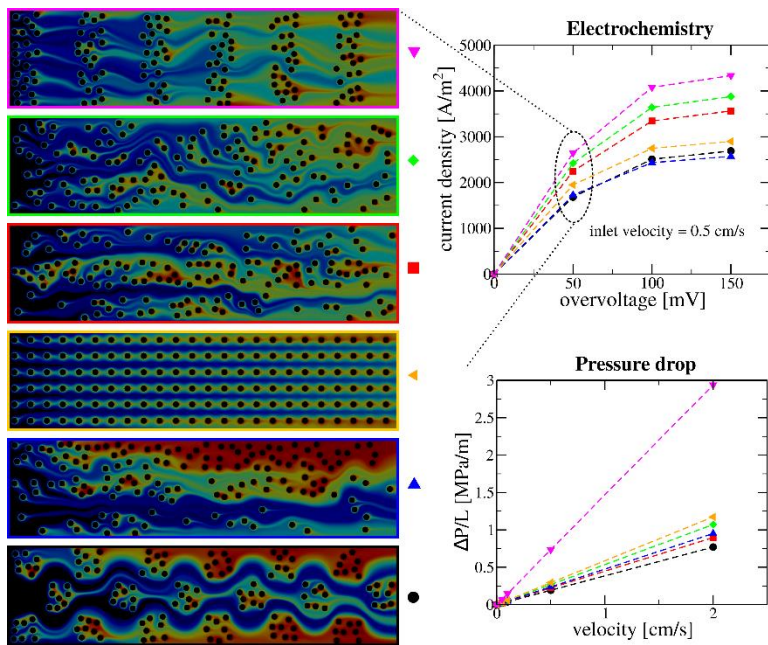 Electrochemistry
5000
4000
3000
2000
1000
0
current density [A/m²]
inlet velocity = 0.5 cm/s
0 50 100 150
overvoltage [mV]
Pressure drop
3
2.5
2
1.5
1
0.5
0
ΔP/L [MPa/m]
0 1 2
velocity [cm/s]